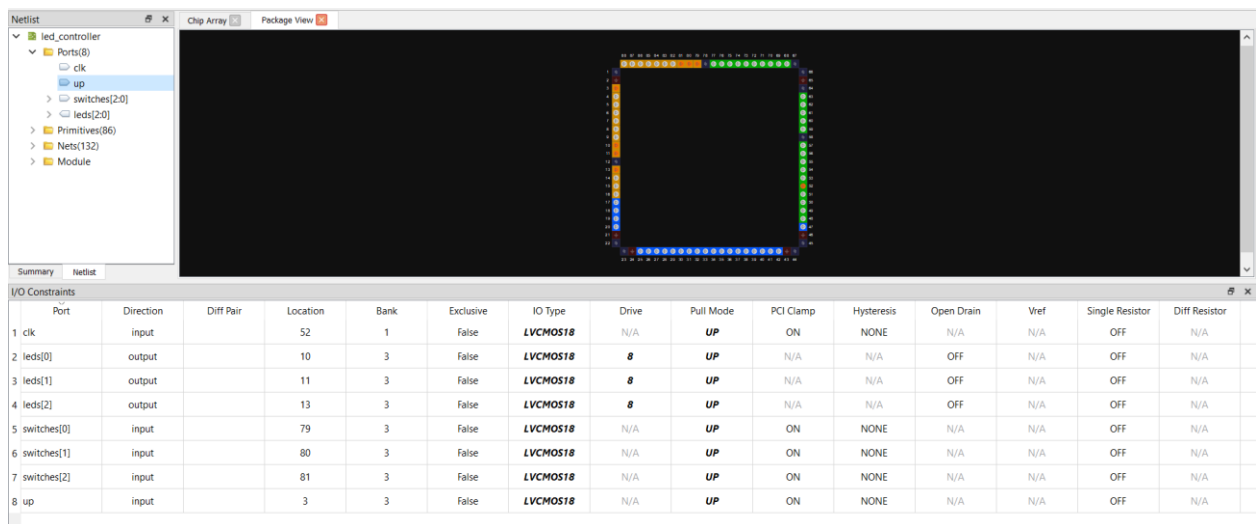 Netlist
Chip Array
Package View
led_controller
Ports(8)
clk
up
switches[2:0]
leds[2:0]
Primitives(86)
Nets(132)
Module
Summary Netlist
I/O Constraints
Port Direction Diff Pair Location Bank Exclusive IO Type Drive Pull Mode PCI Clamp Hysteresis Open Drain Vref Single Resistor Diff Resistor
1 clk input 52 1 False LVCMOS18 N/A UP ON NONE N/A N/A OFF N/A
2 leds[0] output 10 3 False LVCMOS18 8 UP N/A N/A OFF N/A OFF N/A
3 leds[1] output 11 3 False LVCMOS18 8 UP N/A N/A OFF N/A OFF N/A
4 leds[2] output 13 3 False LVCMOS18 8 UP N/A N/A OFF N/A OFF N/A
5 switches[0] input 79 3 False LVCMOS18 N/A UP ON NONE N/A N/A OFF N/A
6 switches[1] input 80 3 False LVCMOS18 N/A UP ON NONE N/A N/A OFF N/A
7 switches[2] input 81 3 False LVCMOS18 N/A UP ON NONE N/A N/A OFF N/A
8 up input 3 3 False LVCMOS18 N/A UP ON NONE N/A N/A OFF N/A